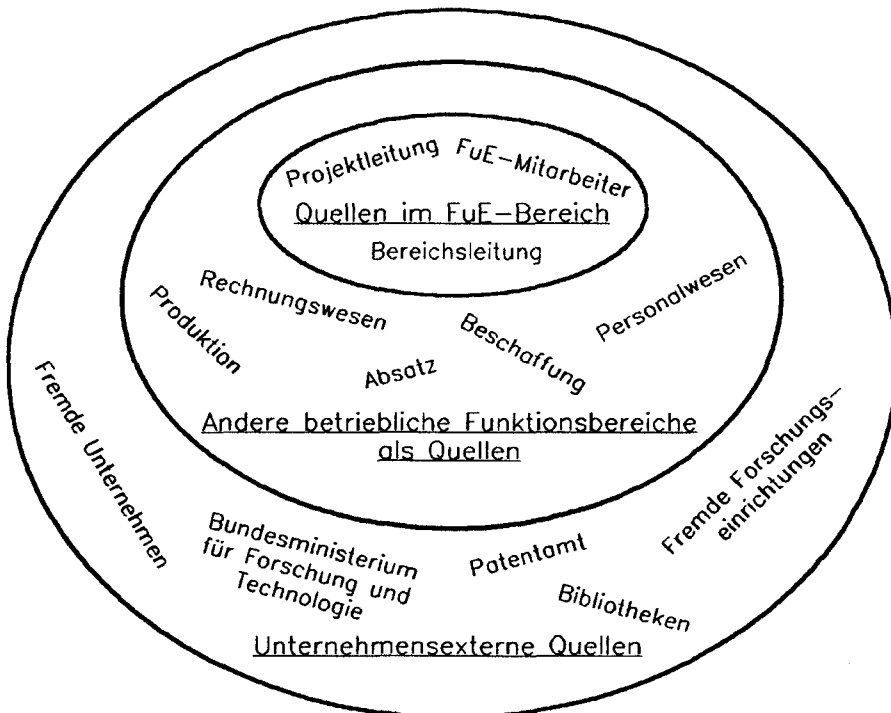 Projektleitung
FuE-Mitarbeiter
Quellen im FuE-Bereich
Bereichsleitung
Rechnungswesen
Produktion
Absatz
Beschaffung
Personalwesen
Andere betriebliche Funktionsbereiche
als Quellen
Fremde Unternehmen
Bundesministerium
für Forschung und
Technologie
Patentamt
Bibliotheken
Fremde Forschungs-
einrichtungen
Unternehmensexterne Quellen